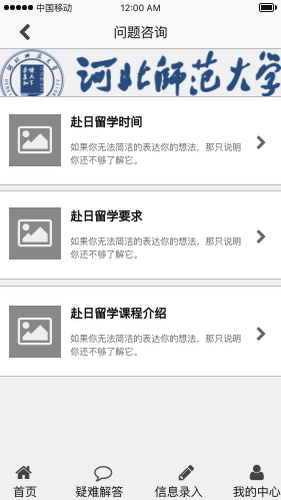 中国移动 12:00 AM
问题咨询
河北师范大学
赴日留学时间
如果你无法简洁的表达你的想法，那只说明
你还不够了解它。
赴日留学要求
如果你无法简洁的表达你的想法，那只说明
你还不够了解它。
赴日留学课程介绍
如果你无法简洁的表达你的想法，那只说明
你还不够了解它。
首页 疑难解答 信息录入 我的中心